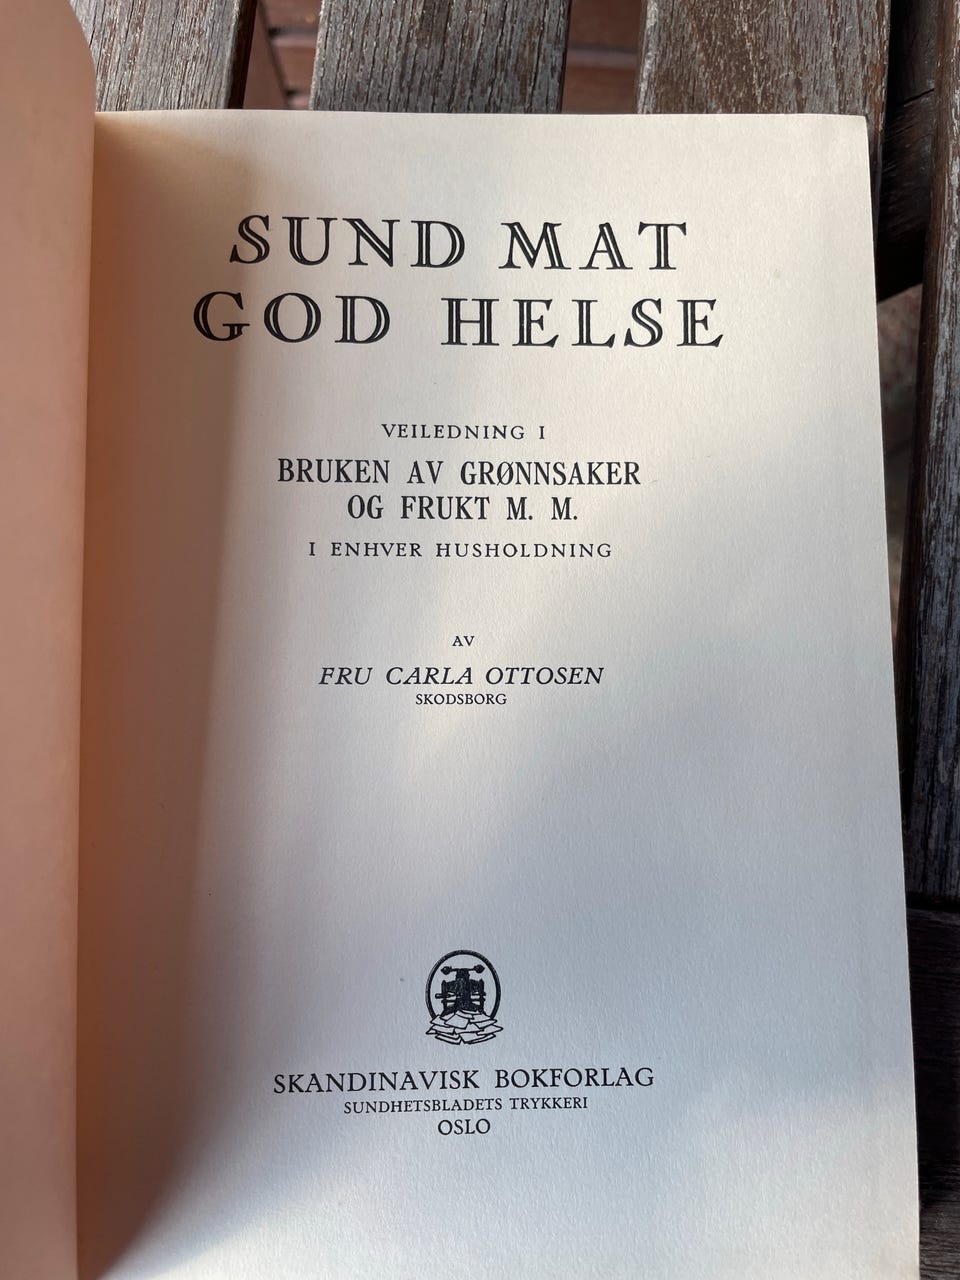 SUND MAT
GOD HELSE
VEILEDNING I
BRUKEN AV GRØNNSAKER
OG FRUKT M. M.
I ENHVER HUSHOLDNING
AV
FRU CARLA OTTOSEN
SKODSBORG
SKANDINAVISK BOKFORLAG
SUNDHETSBLADETS TRYKKERI
OSLO